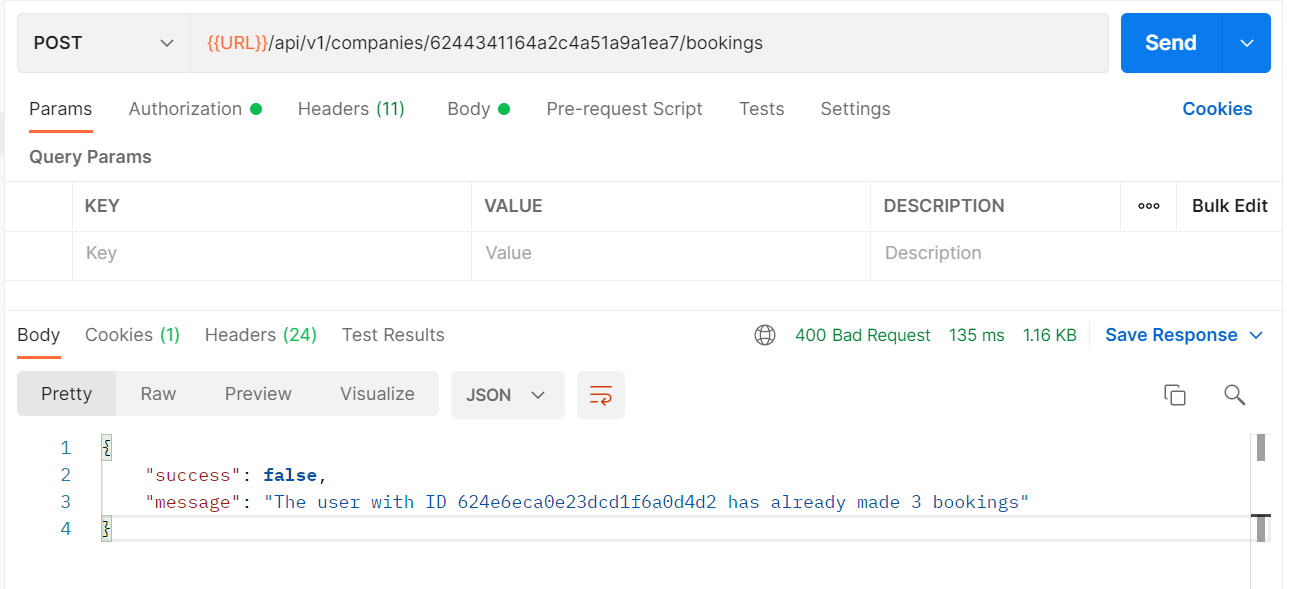 POST {{URL}}/api/v1/companies/6244341164a2c4a51a9a1ea7/bookings Send
Params Authorization Headers (11) Body Pre-request Script Tests Settings Cookies
Query Params
KEY VALUE DESCRIPTION ooo Bulk Edit
Key Value Description
Body Cookies (1) Headers (24) Test Results 400 Bad Request 135 ms 1.16 KB Save Response
Pretty Raw Preview Visualize JSON
1 {
2 "success": false,
3 "message": "The user with ID 624e6eca0e23dcd1f6a0d4d2 has already made 3 bookings"
4 }